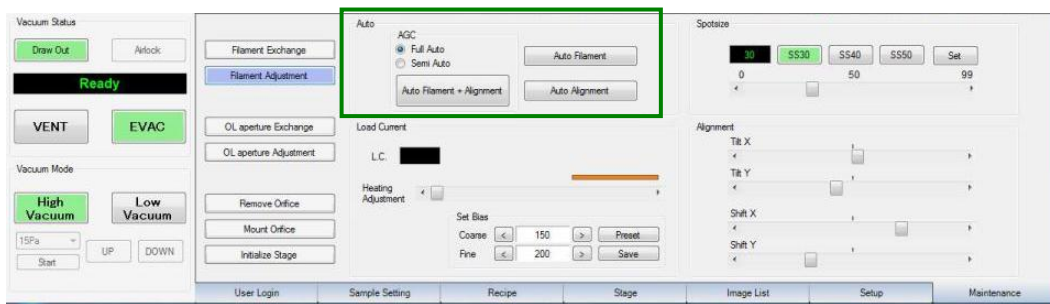 Vacuum Status
Draw Out
Airlock
Ready
VENT
EVAC
Vacuum Mode
High Vacuum
Low Vacuum
15Pa
Start
UP
DOWN
Filament Exchange
Filament Adjustment
OL aperture Exchange
OL aperture Adjustment
Remove Orifice
Mount Orifice
Initialize Stage
Auto
AGC
Full Auto
Semi Auto
Auto Filament + Alignment
Auto Filament
Auto Alignment
Load Current
L.C.
Heating Adjustment
Set Bias
Coarse < 150 > Preset
Fine < 200 > Save
Spotsize
30 SS30 SS40 SS50 Set
0 50 99
Alignment
Tilt X
Tilt Y
Shift X
Shift Y
User Login
Sample Setting
Recipe
Stage
Image List
Setup
Maintenance